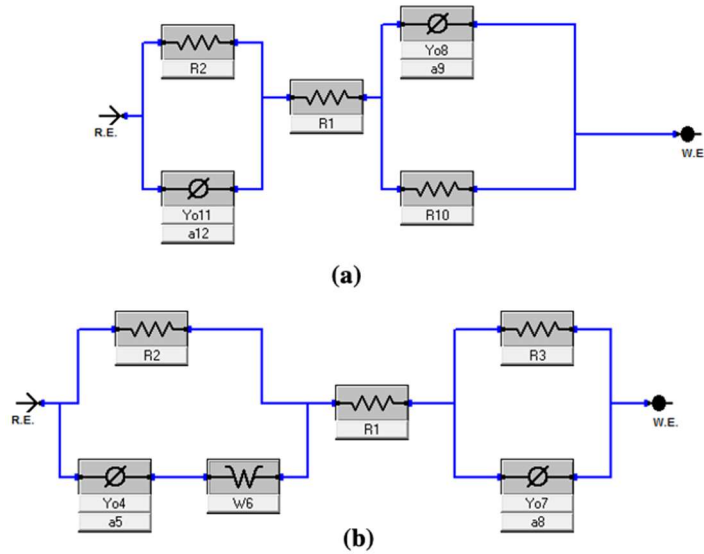 R2
Yo8
a9
R1
R.E.
W.E
Yo11
a12
R10
(a)
R2
R3
R1
R.E.
W.E.
Yo4
a5
W6
Yo7
a8
(b)